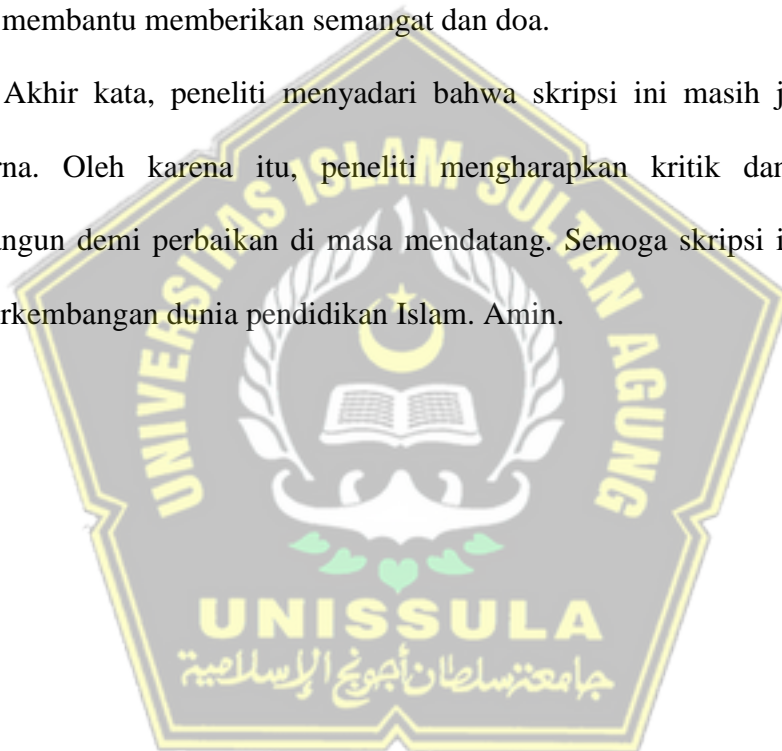 membantu memberikan semangat dan doa.
Akhir kata, peneliti menyadari bahwa skripsi ini masih j
rna. Oleh karena itu, peneliti mengharapkan kritik dar
angun demi perbaikan di masa mendatang. Semoga skripsi i
erkembangan dunia pendidikan Islam. Amin.
UNIVERSITAS ISLAM SULTAN AGUNG
UNISSULA
جامعة سلطان أجونج الإسلامية